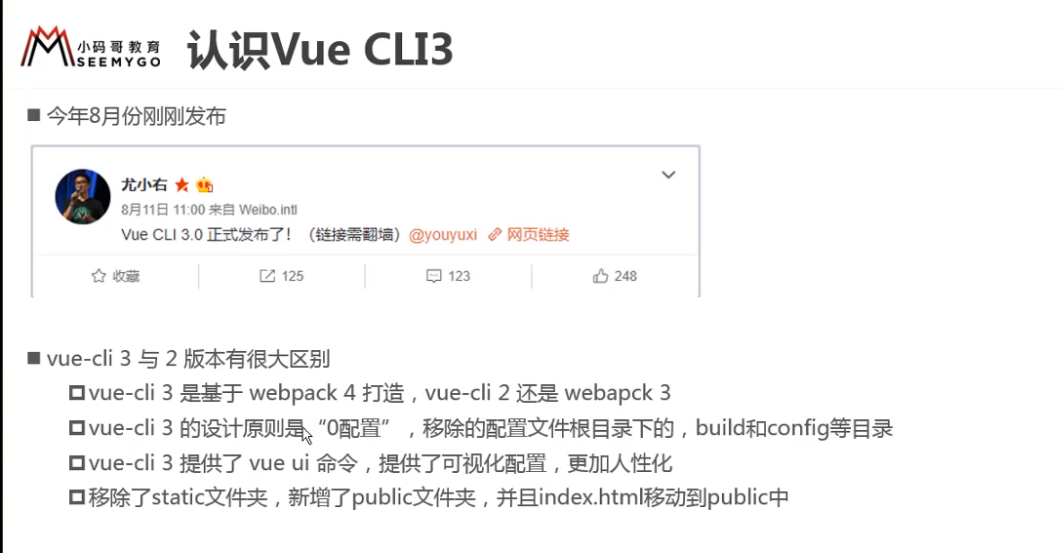 小码哥教育
SEEMYGO
认识Vue CLI3
今年8月份刚刚发布
尤小右
8月11日 11:00 来自 Weibo.intl
Vue CLI 3.0 正式发布了！（链接需翻墙）@youyuxi 网页链接
收藏 125 123 248
vue-cli 3 与 2 版本有很大区别
vue-cli 3 是基于 webpack 4 打造，vue-cli 2 还是 webapck 3
vue-cli 3 的设计原则是“0配置”，移除的配置文件根目录下的，build和config等目录
vue-cli 3 提供了 vue ui 命令，提供了可视化配置，更加人性化
移除了static文件夹，新增了public文件夹，并且index.html移动到public中